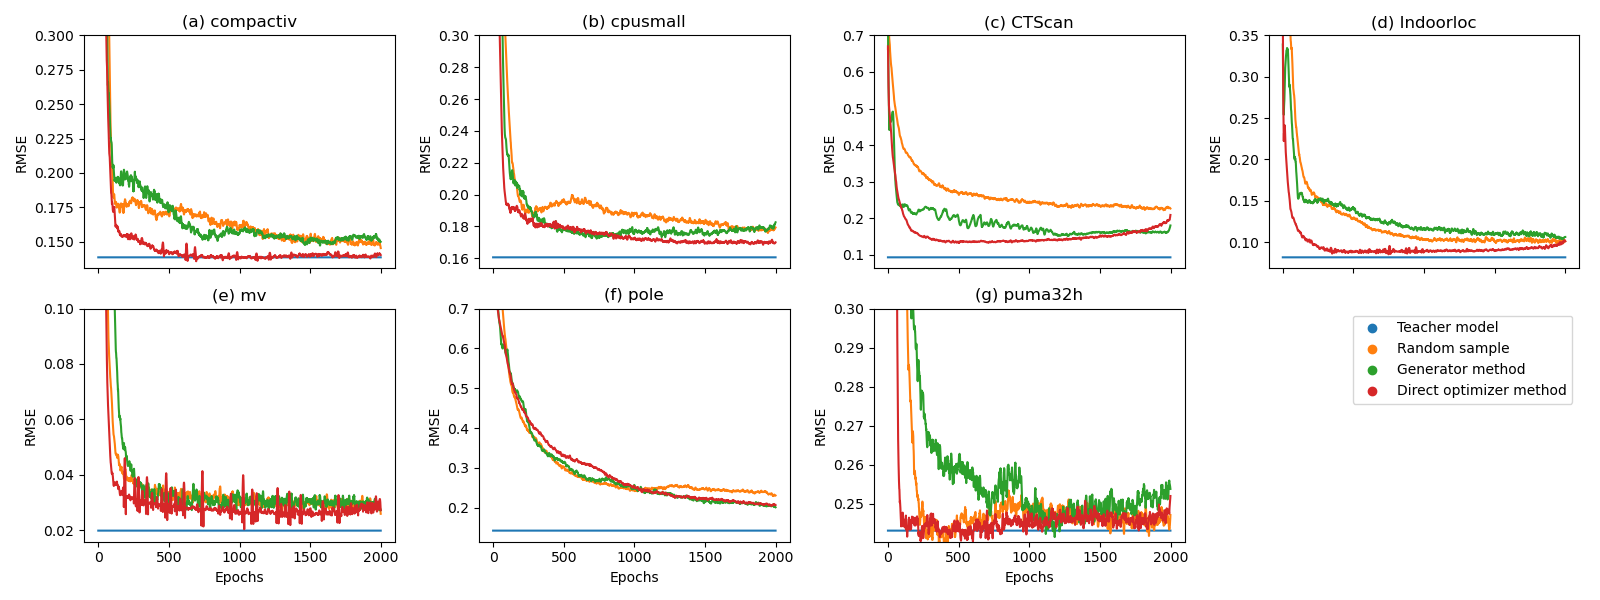 (a) compactiv
(b) cpusmall
(c) CTScan
(d) Indoorloc
0.300
0.275
0.250
0.225
0.200
0.175
0.150
RMSE
0.30
0.28
0.26
0.24
0.22
0.20
0.18
0.16
RMSE
0.7
0.6
0.5
0.4
0.3
0.2
0.1
RMSE
0.35
0.30
0.25
0.20
0.15
0.10
RMSE
(e) mv
(f) pole
(g) puma32h
0.10
0.08
0.06
0.04
0.02
RMSE
0 500 1000 1500 2000
Epochs
0.7
0.6
0.5
0.4
0.3
0.2
RMSE
0 500 1000 1500 2000
Epochs
0.30
0.29
0.28
0.27
0.26
0.25
RMSE
0 500 1000 1500 2000
Epochs
Teacher model
Random sample
Generator method
Direct optimizer method